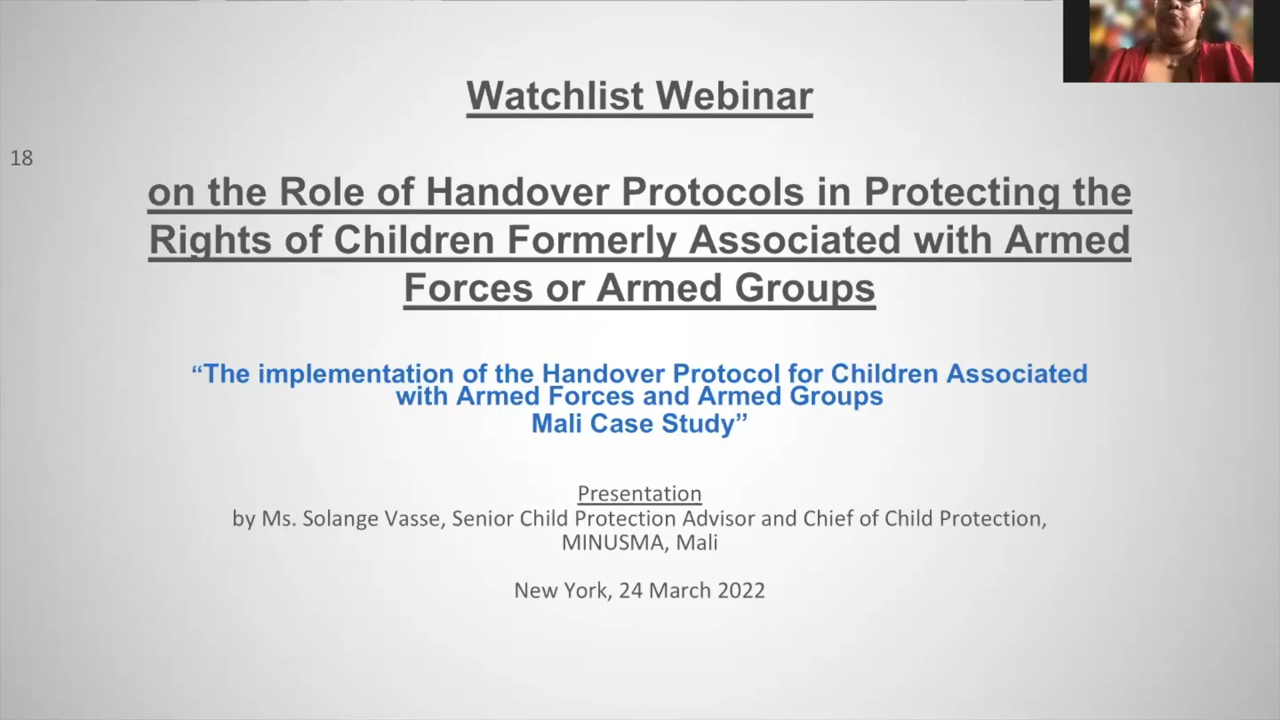 Watchlist Webinar
18
on the Role of Handover Protocols in Protecting the
Rights of Children Formerly Associated with Armed
Forces or Armed Groups
“The implementation of the Handover Protocol for Children Associated
with Armed Forces and Armed Groups
Mali Case Study”
Presentation
by Ms. Solange Vasse, Senior Child Protection Advisor and Chief of Child Protection,
MINUSMA, Mali
New York, 24 March 2022